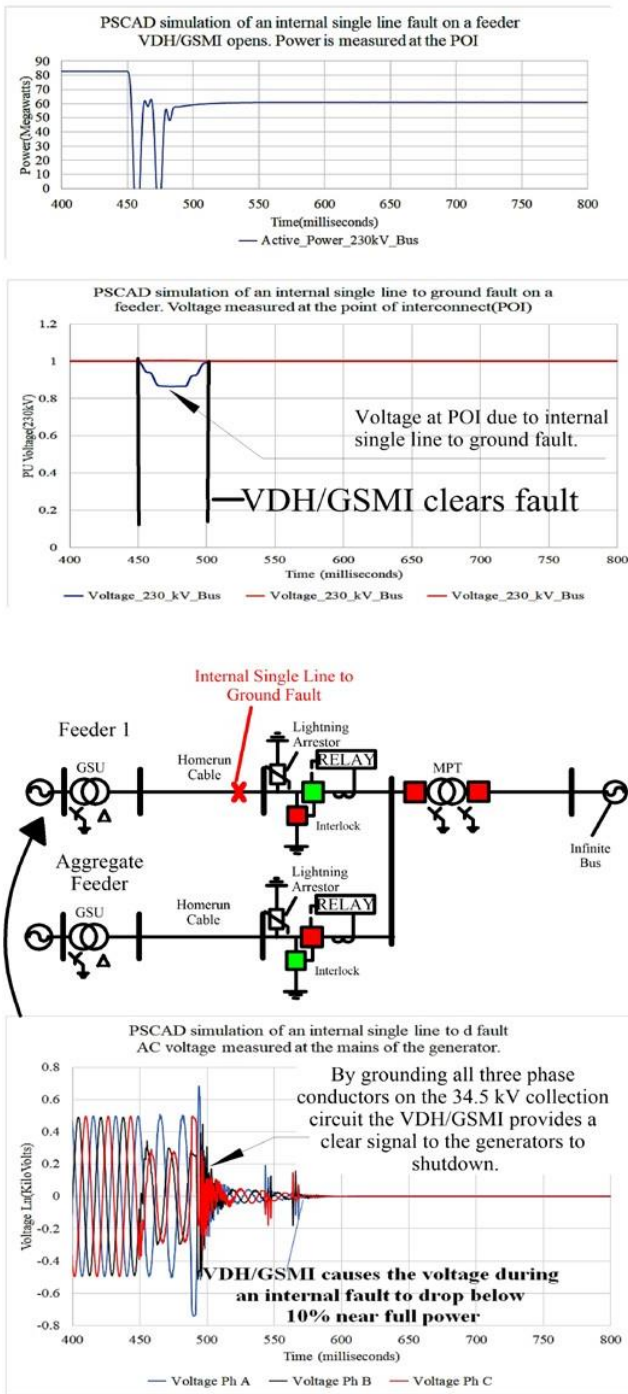 PSCAD simulation of an internal single line fault on a feeder
VDH/GSMI opens. Power is measured at the POI
Power(Megawatts)
90
80
70
60
50
40
30
20
10
0
400 450 500 550 600 650 700 750 800
Time(milliseconds)
Active_Power_230kV_Bus
PSCAD simulation of an internal single line to ground fault on a
feeder. Voltage measured at the point of interconnect(POI)
PU Voltage(230kV)
1.2
1
0.8
0.6
0.4
0.2
0
Voltage at POI due to internal
single line to ground fault.
VDH/GSMI clears fault
400 450 500 550 600 650 700 750 800
Time (milliseconds)
Voltage_230_kV_Bus Voltage_230_kV_Bus Voltage_230_kV_Bus
Internal Single Line to
Ground Fault
Feeder 1
GSU
Homerun
Cable
Lightning
Arrestor
RELAY
Interlock
MPT
Infinite
Bus
Aggregate
Feeder
GSU
Homerun
Cable
Lightning
Arrestor
RELAY
Interlock
PSCAD simulation of an internal single line to d fault
AC voltage measured at the mains of the generator.
Voltage Ln(KiloVolts)
0.8
0.6
0.4
0.2
0
-0.2
-0.4
-0.6
-0.8
By grounding all three phase
conductors on the 34.5 kV collection
circuit the VDH/GSMI provides a
clear signal to the generators to
shutdown.
VDH/GSMI causes the voltage during
an internal fault to drop below
10% near full power
400 450 500 550 600 650 700 750 800
Time (milliseconds)
Voltage Ph A Voltage Ph B Voltage Ph C